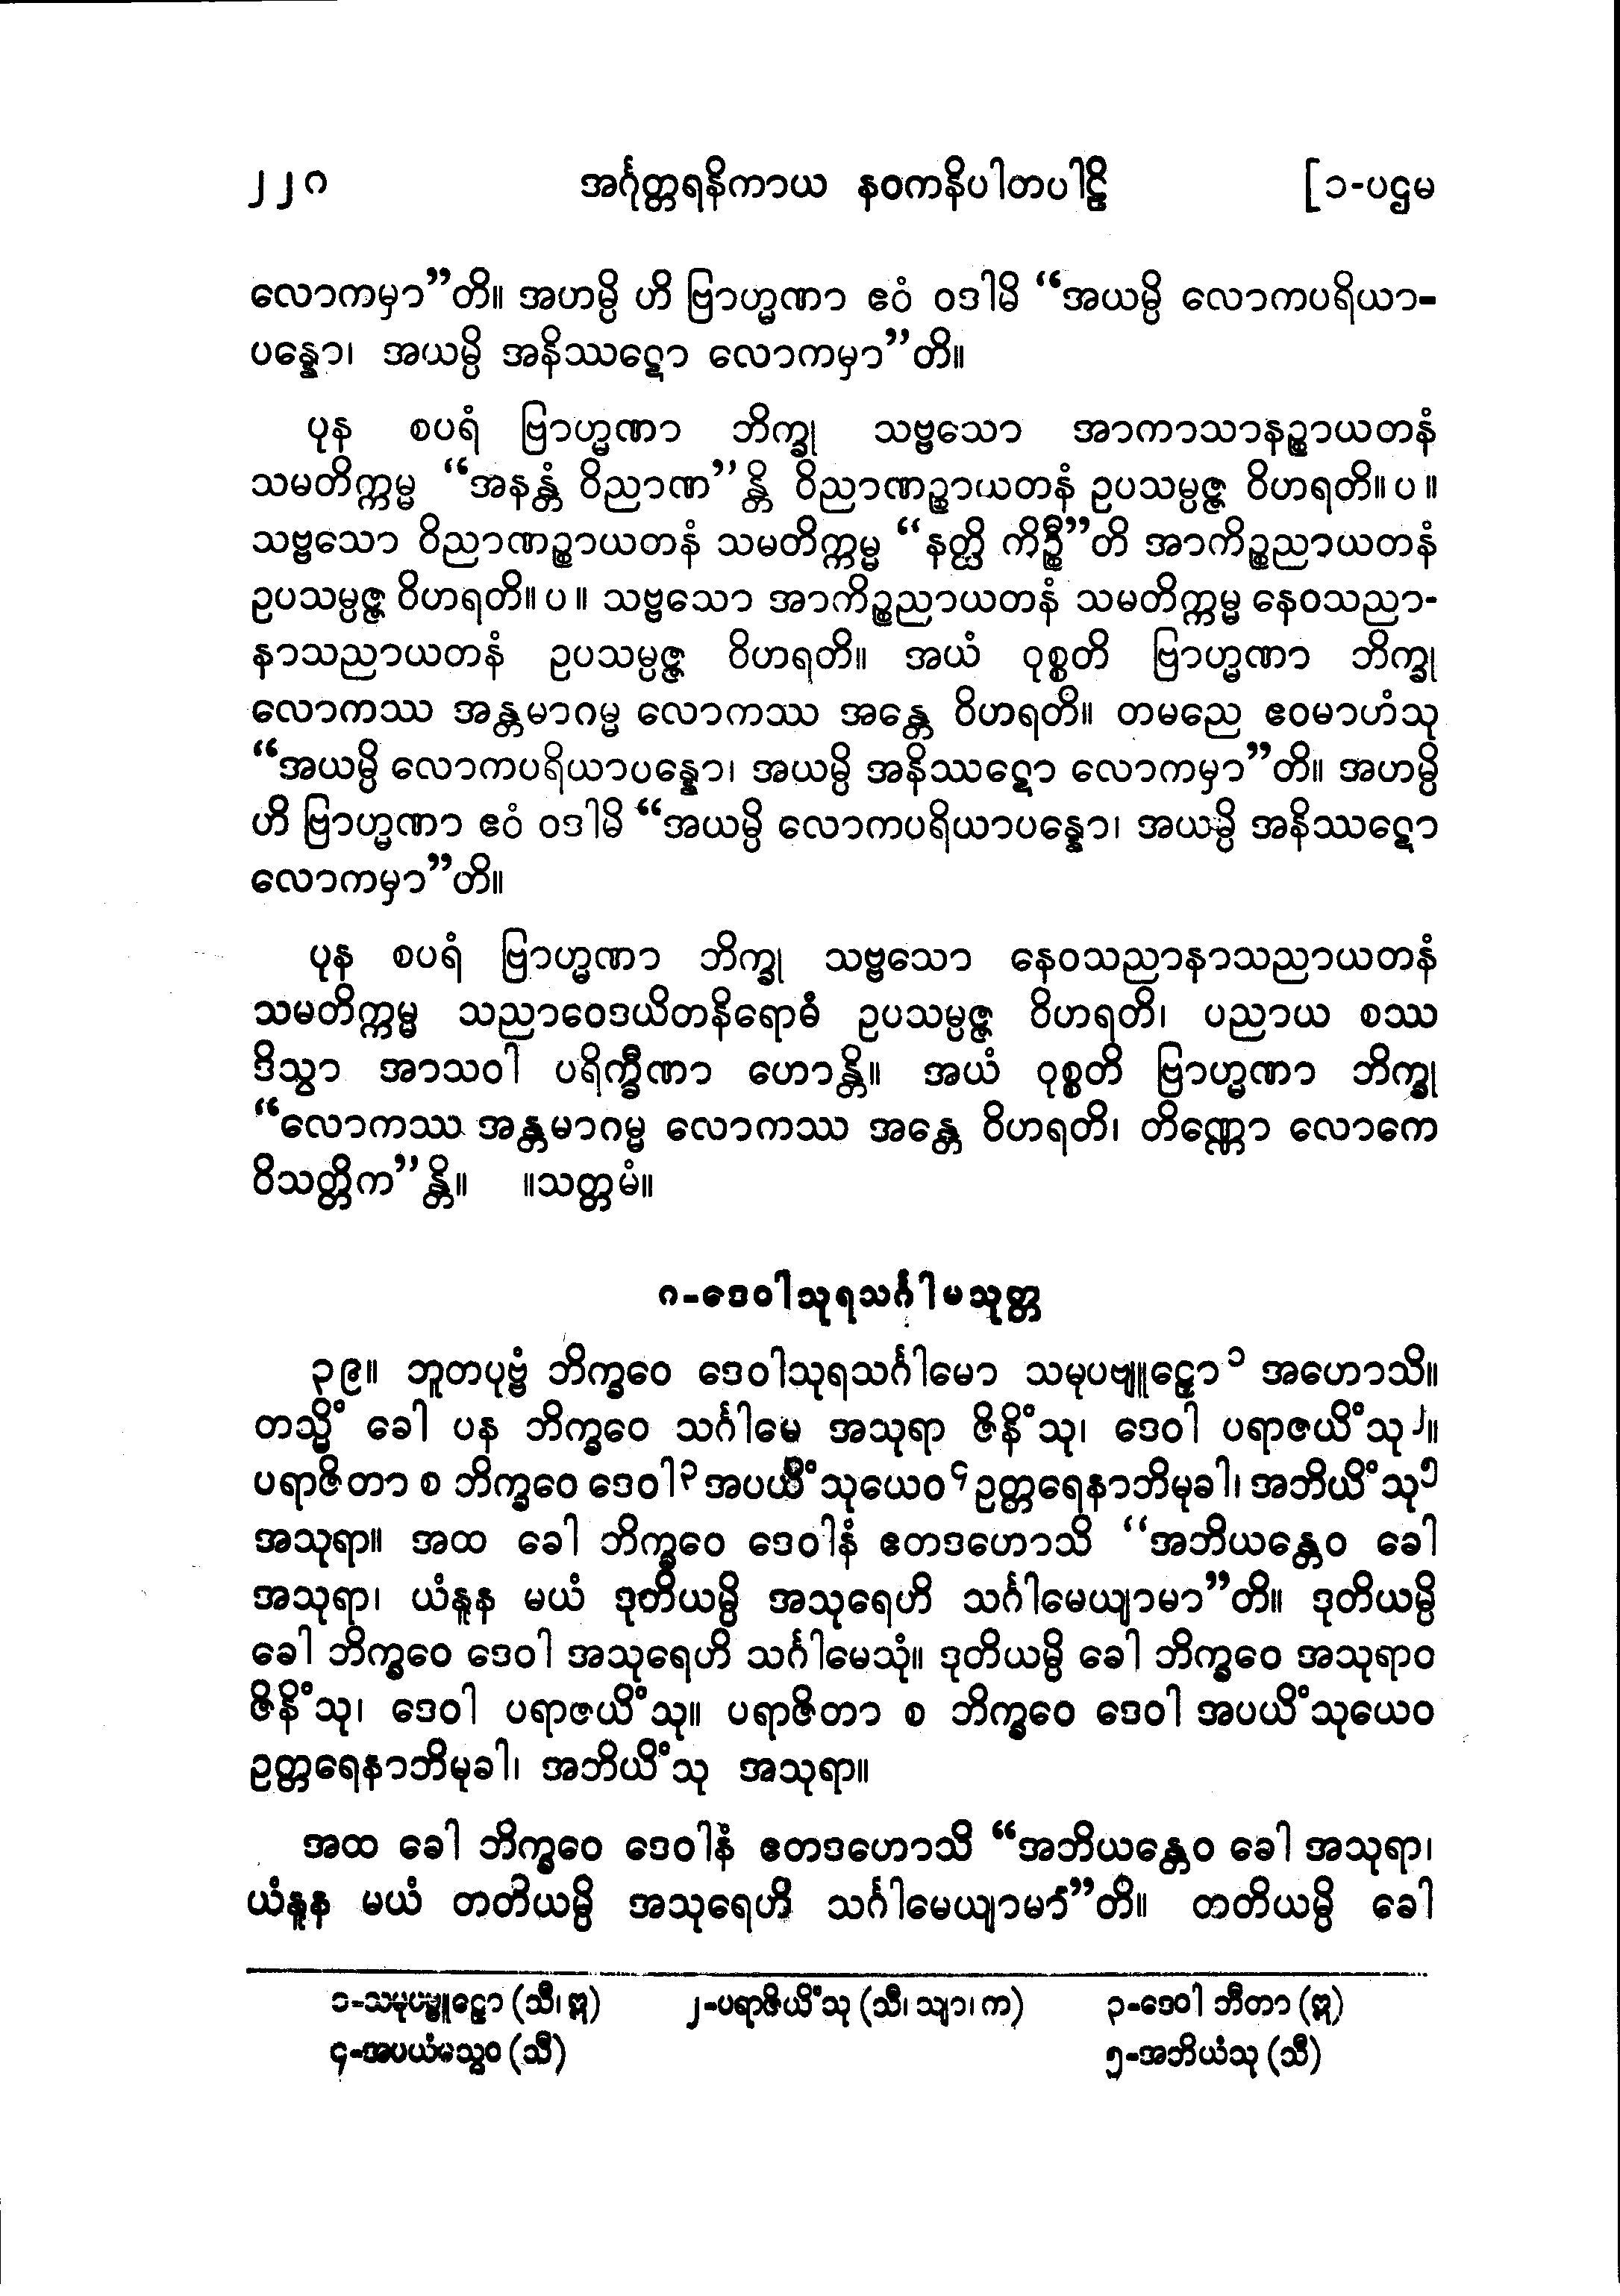 ၂၂၈ အင်္ဂုတ္တရနိကာယ နဝကနိပါတပါဠိ [၁-ပဌမ
လောကမှာ”တိ။ အဟမ္ပိ ဟိ ဗြာဟ္မဏာ ဧဝံ ဝဒါမိ “အယမ္ပိ လောကပရိယာ-
ပန္နော၊ အယမ္ပိ အနိဿဋော လောကမှာ”တိ။
ပုန စပရံ ဗြာဟ္မဏာ ဘိက္ခု သဗ္ဗသော အာကာသာနဉ္စာယတနံ
သမတိက္ကမ္မ “အနန္တံ ဝိညာဏ”န္တိ ဝိညာဏဉ္စာယတနံ ဥပသမ္ပဇ္ဇ ဝိဟရတိ။ ပ ။
သဗ္ဗသော ဝိညာဏဉ္စာယတနံ သမတိက္ကမ္မ “နတ္ထိ ကိဉ္စီ”တိ အာကိဉ္စညာယတနံ
ဥပသမ္ပဇ္ဇ ဝိဟရတိ။ ပ ။ သဗ္ဗသော အာကိဉ္စညာယတနံ သမတိက္ကမ္မ နေဝသညာ-
နာသညာယတနံ ဥပသမ္ပဇ္ဇ ဝိဟရတိ။ အယံ ဝုစ္စတိ ဗြာဟ္မဏာ ဘိက္ခု
လောကဿ အန္တမာဂမ္မ လောကဿ အန္တေ ဝိဟရတိ။ တမညေ ဧဝမာဟံသု
“အယမ္ပိ လောကပရိယာပန္နော၊ အယမ္ပိ အနိဿဋော လောကမှာ”တိ။ အဟမ္ပိ
ဟိ ဗြာဟ္မဏာ ဧဝံ ဝဒါမိ “အယမ္ပိ လောကပရိယာပန္နော၊ အယမ္ပိ အနိဿဋော
လောကမှာ”တိ။
ပုန စပရံ ဗြာဟ္မဏာ ဘိက္ခု သဗ္ဗသော နေဝသညာနာသညာယတနံ
သမတိက္ကမ္မ သညာဝေဒယိတနိရောဓံ ဥပသမ္ပဇ္ဇ ဝိဟရတိ၊ ပညာယ စဿ
ဒိသွာ အာသဝါ ပရိက္ခီဏာ ဟောန္တိ။ အယံ ဝုစ္စတိ ဗြာဟ္မဏာ ဘိက္ခု
“လောကဿ အန္တမာဂမ္မ လောကဿ အန္တေ ဝိဟရတိ၊ တိဏ္ဏော လောကေ
ဝိသတ္တိက”န္တိ။ ။သတ္တမံ။
၈-ဒေဝါသုရသင်္ဂါမသုတ္တ
၃၉။ ဘူတပုဗ္ဗံ ဘိက္ခဝေ ဒေဝါသုရသင်္ဂါမော သမုပဗျူဠှော၁ အဟောသိ။
တသ္မိံ ခေါ ပန ဘိက္ခဝေ သင်္ဂါမေ အသုရာ ဇိနိံသု၊ ဒေဝါ ပရာဇယိံသု၂။
ပရာဇိတာ စ ဘိက္ခဝေ ဒေဝါ၃ အပယိံသုယေဝ၄ ဥတ္တရေနာဘိမုခါ၊ အဘိယိံသု၅
အသုရာ။ အထ ခေါ ဘိက္ခဝေ ဒေဝါနံ ဧတဒဟောသိ “အဘိယန္တေဝ ခေါ
အသုရာ၊ ယံနူန မယံ ဒုတိယမ္ပိ အသုရေဟိ သင်္ဂါမေယျာမာ”တိ။ ဒုတိယမ္ပိ
ခေါ ဘိက္ခဝေ ဒေဝါ အသုရေဟိ သင်္ဂါမေသုံ။ ဒုတိယမ္ပိ ခေါ ဘိက္ခဝေ အသုရာဝ
ဇိနိံသု၊ ဒေဝါ ပရာဇယိံသု။ ပရာဇိတာ စ ဘိက္ခဝေ ဒေဝါ အပယိံသုယေဝ
ဥတ္တရေနာဘိမုခါ၊ အဘိယိံသု အသုရာ။
အထ ခေါ ဘိက္ခဝေ ဒေဝါနံ ဧတဒဟောသိ “အဘိယန္တေဝ ခေါ အသုရာ၊
ယံနူန မယံ တတိယမ္ပိ အသုရေဟိ သင်္ဂါမေယျာမာ”တိ။ တတိယမ္ပိ ခေါ
၁-သမုပဗ္ဗူဠှော (သီ၊ ဣ) ၂-ပရာဇိယိံသု (သီ၊ သျာ၊ က) ၃-ဒေဝါ ဘီတာ (ဣ)
၄-အပယံသွေဝ (သီ) ၅-အဘိယံသု (သီ)